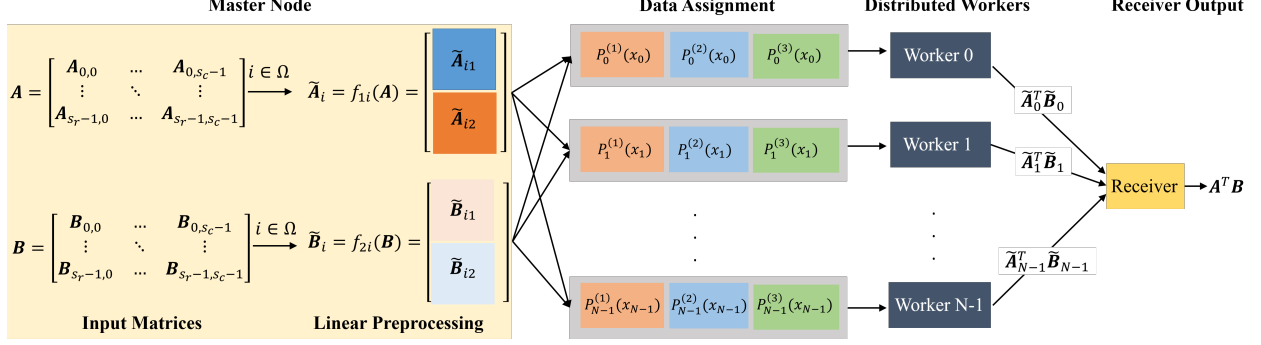 Master Node
Data Assignment
Distributed Workers
Receiver Output
A = [A_{0,0} ... A_{0,s_c-1} ⋮ ⋱ ⋮ A_{s_r-1,0} ... A_{s_r-1,s_c-1}] i ∈ Ω Ã_i = f_{1i}(A) = [Ã_{i1} Ã_{i2}]
B = [B_{0,0} ... B_{0,s_c-1} ⋮ ⋱ ⋮ B_{s_r-1,0} ... B_{s_r-1,s_c-1}] i ∈ Ω B̃_i = f_{2i}(B) = [B̃_{i1} B̃_{i2}]
Input Matrices
Linear Preprocessing
P_0^{(1)}(x_0) P_0^{(2)}(x_0) P_0^{(3)}(x_0)
P_1^{(1)}(x_1) P_1^{(2)}(x_1) P_1^{(3)}(x_1)
P_{N-1}^{(1)}(x_{N-1}) P_{N-1}^{(2)}(x_{N-1}) P_{N-1}^{(3)}(x_{N-1})
Worker 0
Worker 1
Worker N-1
Ã_0^T B̃_0
Ã_1^T B̃_1
Ã_{N-1}^T B̃_{N-1}
Receiver
A^T B